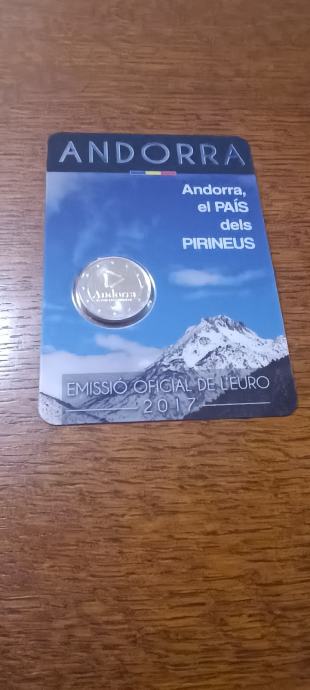 ANDORRA
Andorra,
el PAÍS
dels
PIRINEUS
Andorra
EMISSIÓ OFICIAL DE L'EURO
2017